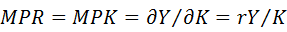 MPR = MPK = ∂Y/∂K = rY/K